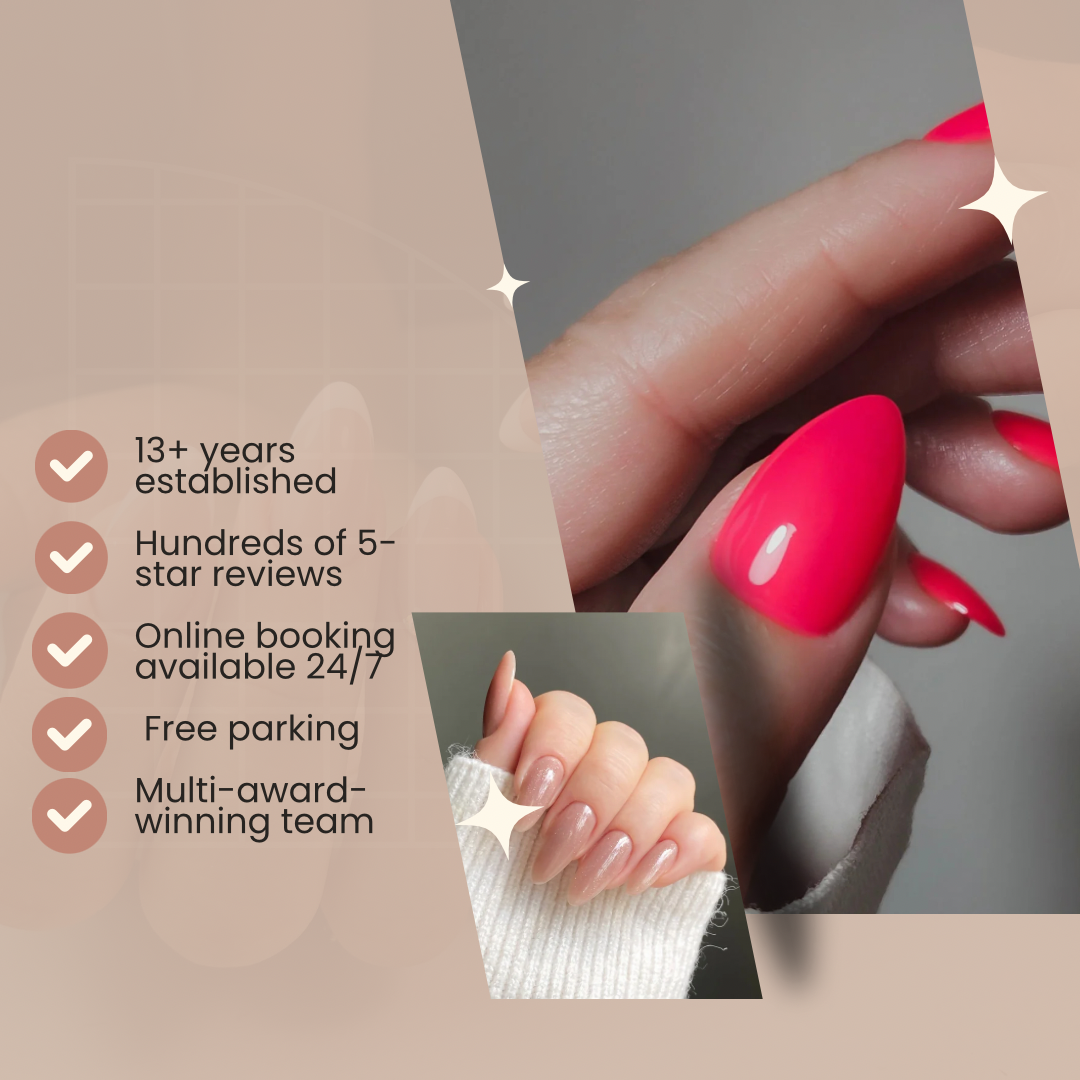 13+ years
established
Hundreds of 5-
star reviews
Online booking
available 24/7
Free parking
Multi-award-
winning team